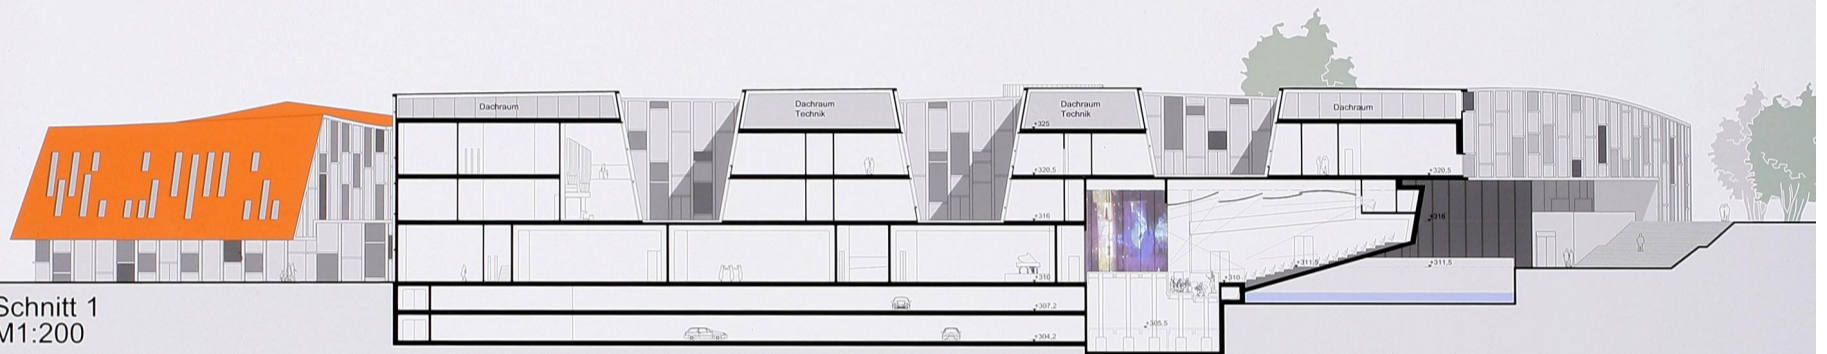 Dachraum
Dachraum
Technik
Dachraum
Technik
Dachraum
+325
+320,5
+320,5
+316
+316
+311,5
+311,5
+310
+310
+307,2
+305,5
+304,2
Schnitt 1
M1:200